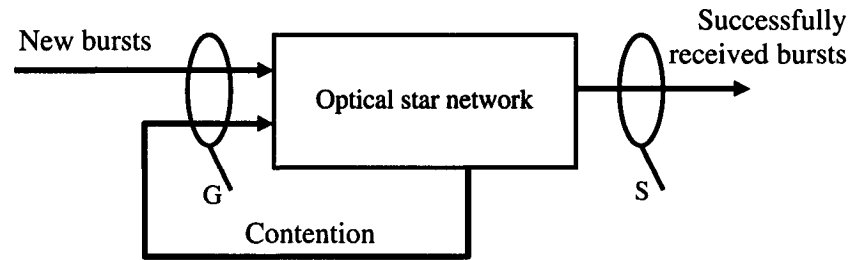 New bursts
Successfully
received bursts
Optical star network
G
S
Contention